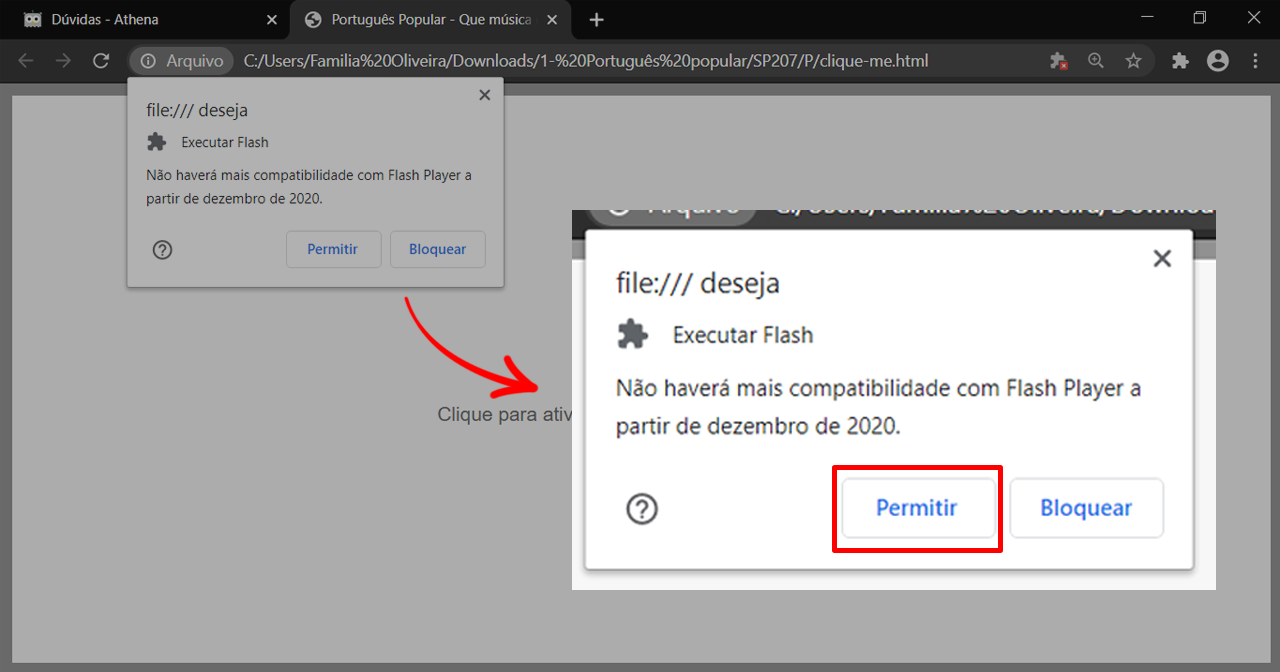 Dúvidas - Athena
Português Popular - Que música
Arquivo
C:/Users/Familia%20Oliveira/Downloads/1-%20Português%20popular/SP207/P/clique-me.html
file:/// deseja
Executar Flash
Não haverá mais compatibilidade com Flash Player a
partir de dezembro de 2020.
Permitir
Bloquear
Clique para ativ
Arquivo
C:/Users/Familia%20Oliveira/Downloa
file:/// deseja
Executar Flash
Não haverá mais compatibilidade com Flash Player a
partir de dezembro de 2020.
Permitir
Bloquear